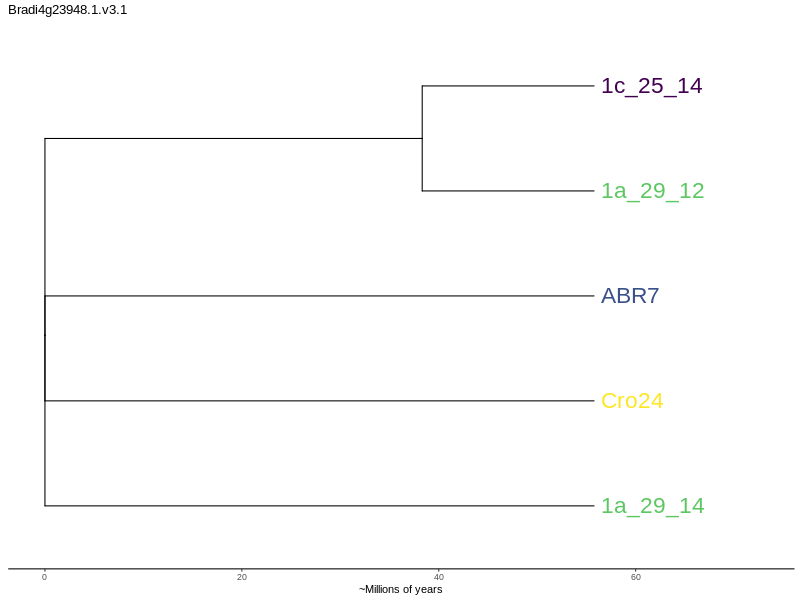 Bradi4g23948.1.v3.1
1c_25_14
1a_29_12
ABR7
Cro24
1a_29_14
0 20 40 60
~Millions of years